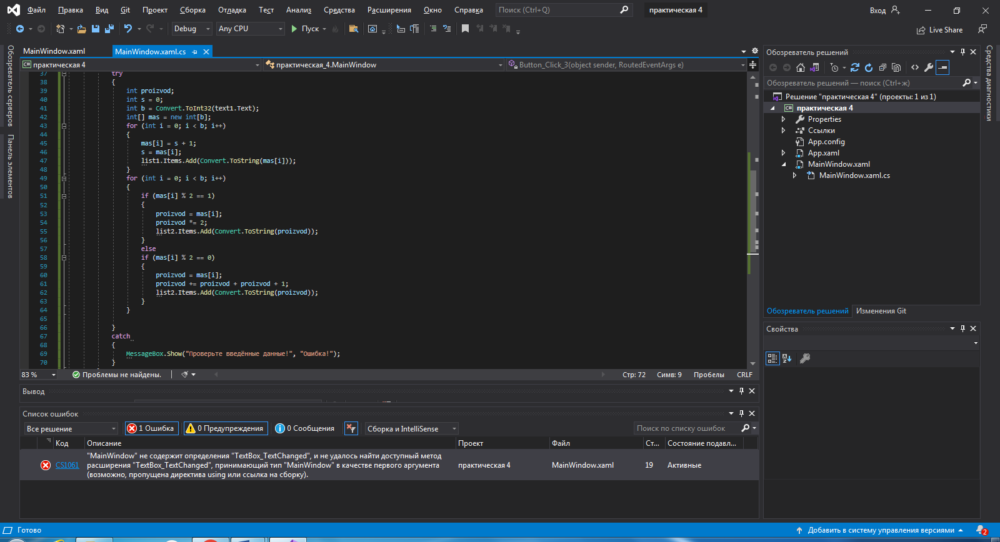 Файл Правка Вид Git Проект Сборка Отладка Тест Анализ Средства Расширения Окно Справка Поиск (Ctrl+Q) практическая 4 Вход
Debug Any CPU Пуск Live Share
Обозреватель серверов
Панель элементов
MainWindow.xaml MainWindow.xaml.cs
практическая 4 практическая_4.MainWindow Button_Click_3(object sender, RoutedEventArgs e)
37 try
38 {
39 int proizvod;
40 int s = 0;
41 int b = Convert.ToInt32(text1.Text);
42 int[] mas = new int[b];
43 for (int i = 0; i < b; i++)
44 {
45 mas[i] = s + 1;
46 s = mas[i];
47 list1.Items.Add(Convert.ToString(mas[i]));
48 }
49 for (int i = 0; i < b; i++)
50 {
51 if (mas[i] % 2 == 1)
52 {
53 proizvod = mas[i];
54 proizvod *= 2;
55 list2.Items.Add(Convert.ToString(proizvod));
56 }
57 else
58 if (mas[i] % 2 == 0)
59 {
60 proizvod = mas[i];
61 proizvod += proizvod + proizvod + 1;
62 list2.Items.Add(Convert.ToString(proizvod));
63 }
64 }
65
66 }
67 catch
68 {
69 MessageBox.Show("Проверьте введённые данные!", "Ошибка!");
70 }
83 % Проблемы не найдены. Стр: 72 Симв: 9 Пробелы CRLF
Вывод
Список ошибок
Все решение 1 Ошибка 0 Предупреждения 0 Сообщения Сборка и IntelliSense Поиск по списку ошибок
Код Описание Проект Файл Ст... Состояние подавл...
CS1061 "MainWindow" не содержит определения "TextBox_TextChanged", и не удалось найти доступный метод
расширения "TextBox_TextChanged", принимающий тип "MainWindow" в качестве первого аргумента практическая 4 MainWindow.xaml 19 Активные
(возможно, пропущена директива using или ссылка на сборку).
Обозреватель решений
Обозреватель решений — поиск (Ctrl+ж)
Решение "практическая 4" (проекты: 1 из 1)
практическая 4
Properties
Ссылки
App.config
App.xaml
MainWindow.xaml
MainWindow.xaml.cs
Обозреватель решений Изменения Git
Свойства
Средства диагностики
Готово Добавить в систему управления версиями 2